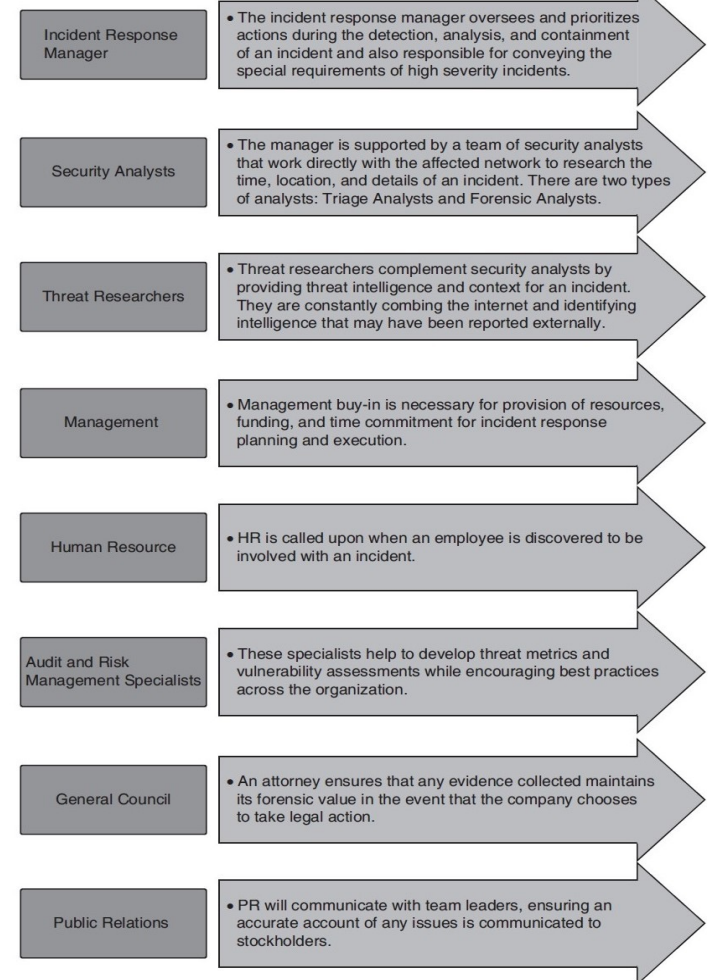 Incident Response
Manager
• The incident response manager oversees and prioritizes
actions during the detection, analysis, and containment
of an incident and also responsible for conveying the
special requirements of high severity incidents.
Security Analysts
• The manager is supported by a team of security analysts
that work directly with the affected network to research the
time, location, and details of an incident. There are two types
of analysts: Triage Analysts and Forensic Analysts.
Threat Researchers
• Threat researchers complement security analysts by
providing threat intelligence and context for an incident.
They are constantly combing the internet and identifying
intelligence that may have been reported externally.
Management
• Management buy-in is necessary for provision of resources,
funding, and time commitment for incident response
planning and execution.
Human Resource
• HR is called upon when an employee is discovered to be
involved with an incident.
Audit and Risk
Management Specialists
• These specialists help to develop threat metrics and
vulnerability assessments while encouraging best practices
across the organization.
General Council
• An attorney ensures that any evidence collected maintains
its forensic value in the event that the company chooses
to take legal action.
Public Relations
• PR will communicate with team leaders, ensuring an
accurate account of any issues is communicated to
stockholders.